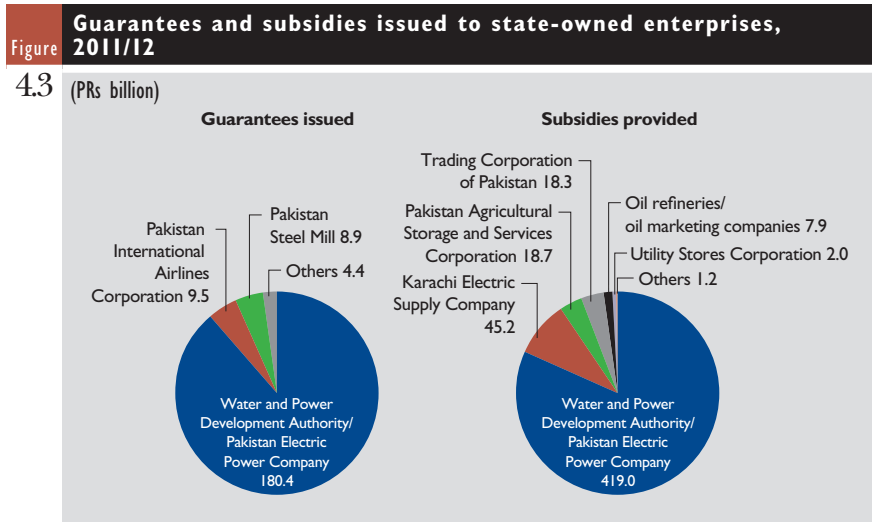 Figure
4.3
Guarantees and subsidies issued to state-owned enterprises,
2011/12
(PRs billion)
Guarantees issued
Pakistan
International
Airlines
Corporation 9.5
Pakistan
Steel Mill 8.9
Others 4.4
Water and Power
Development Authority/
Pakistan Electric
Power Company
180.4
Subsidies provided
Trading Corporation
of Pakistan 18.3
Pakistan Agricultural
Storage and Services
Corporation 18.7
Karachi Electric
Supply Company
45.2
Oil refineries/
oil marketing companies 7.9
Utility Stores Corporation 2.0
Others 1.2
Water and Power
Development Authority/
Pakistan Electric
Power Company
419.0